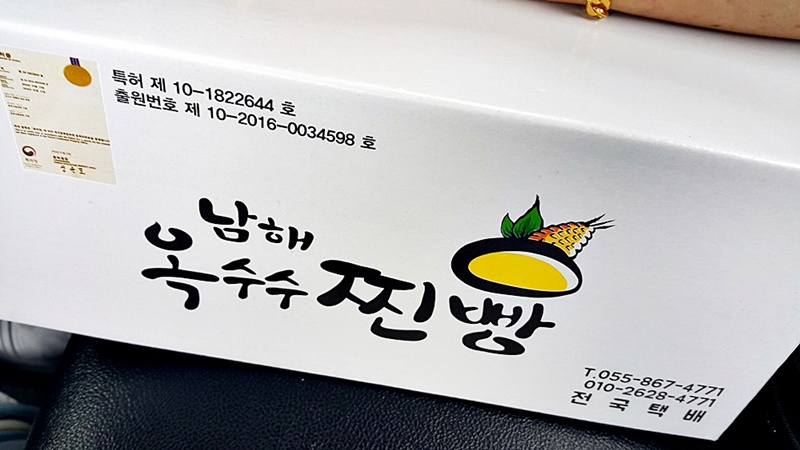 특허 제 10-1822644 호
출원번호 제 10-2016-0034598 호
남해
옥수수찐빵
T.055-867-4771
010-2628-4771
전국택배